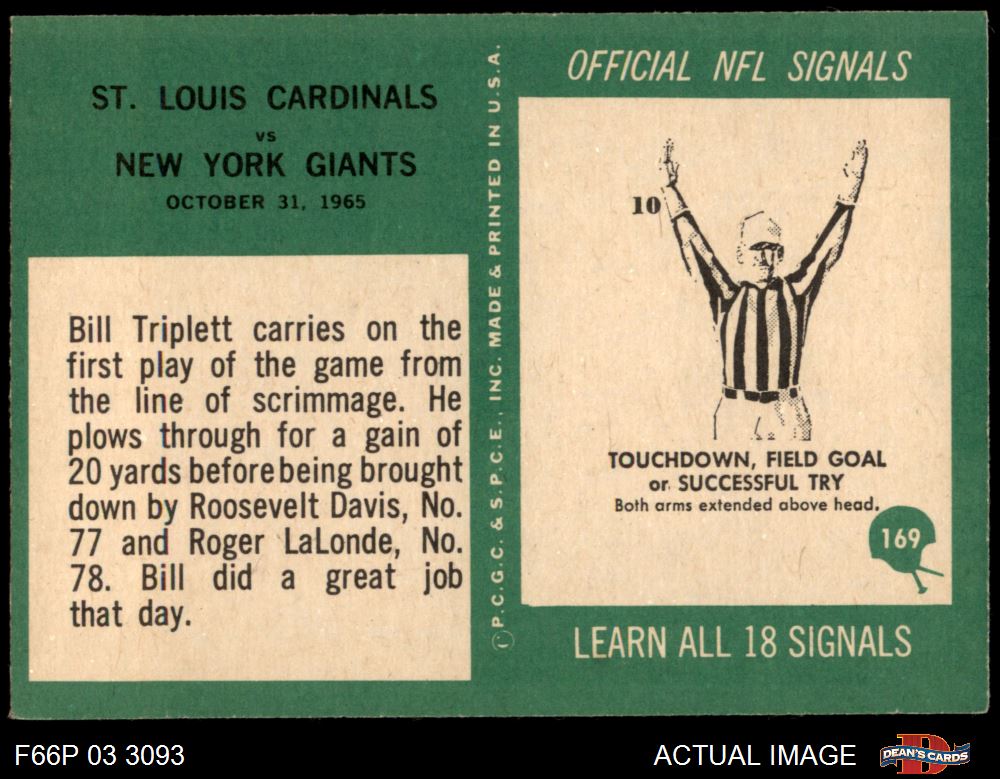 ST. LOUIS CARDINALS
VS
NEW YORK GIANTS
OCTOBER 31, 1965
Bill Triplett carries on the
first play of the game from
the line of scrimmage. He
plows through for a gain of
20 yards before being brought
down by Roosevelt Davis, No.
77 and Roger LaLonde, No.
78. Bill did a great job
that day.
©P.C.G.C. & S.P.C.E., INC. MADE & PRINTED IN U.S.A.
OFFICIAL NFL SIGNALS
10
TOUCHDOWN, FIELD GOAL
or SUCCESSFUL TRY
Both arms extended above head.
169
LEARN ALL 18 SIGNALS
F66P 03 3093
ACTUAL IMAGE
DEAN'S CARDS